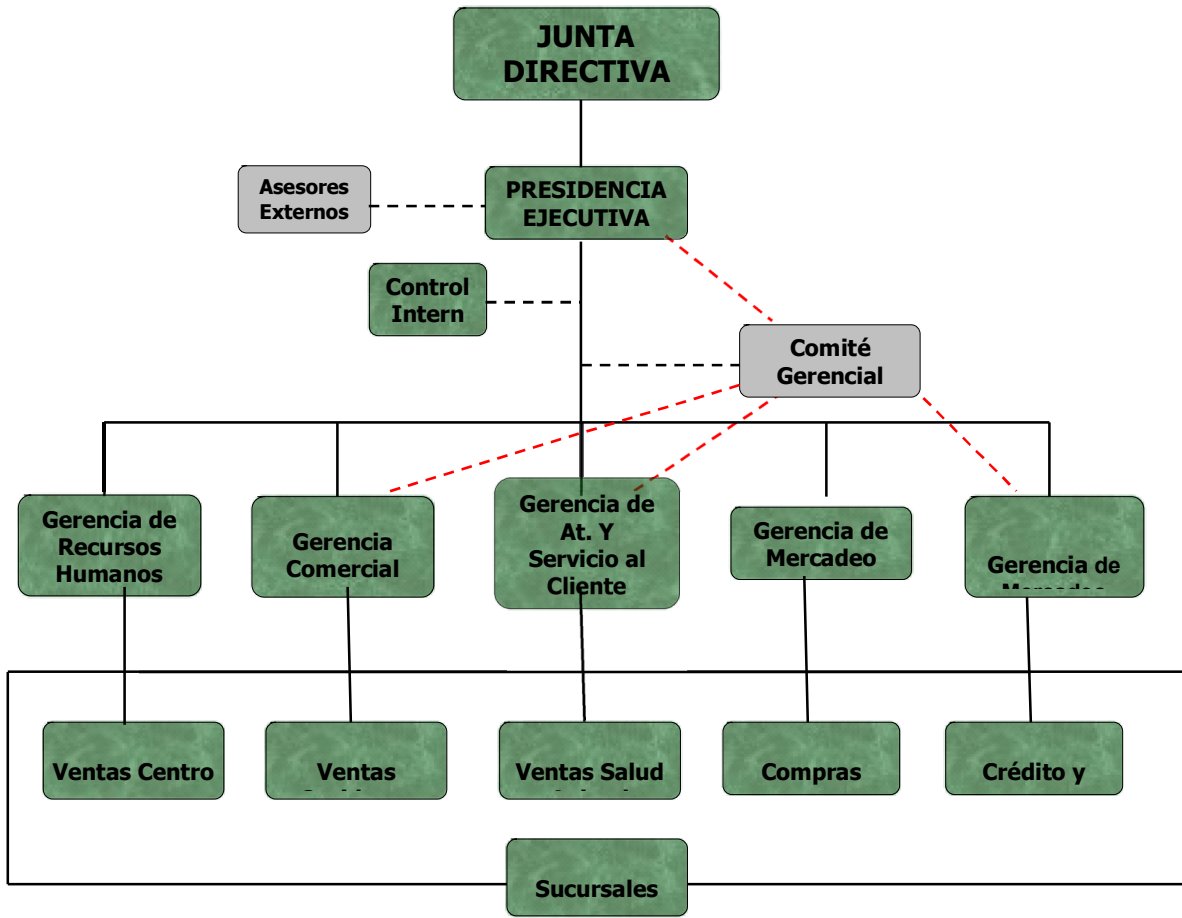 JUNTA
DIRECTIVA
Asesores
Externos
PRESIDENCIA
EJECUTIVA
Control
Intern
Comité
Gerencial
Gerencia de
Recursos
Humanos
Gerencia
Comercial
Gerencia de
At. Y
Servicio al
Cliente
Gerencia de
Mercadeo
Gerencia de
Ventas Centro
Ventas
Ventas Salud
Compras
Crédito y
Sucursales